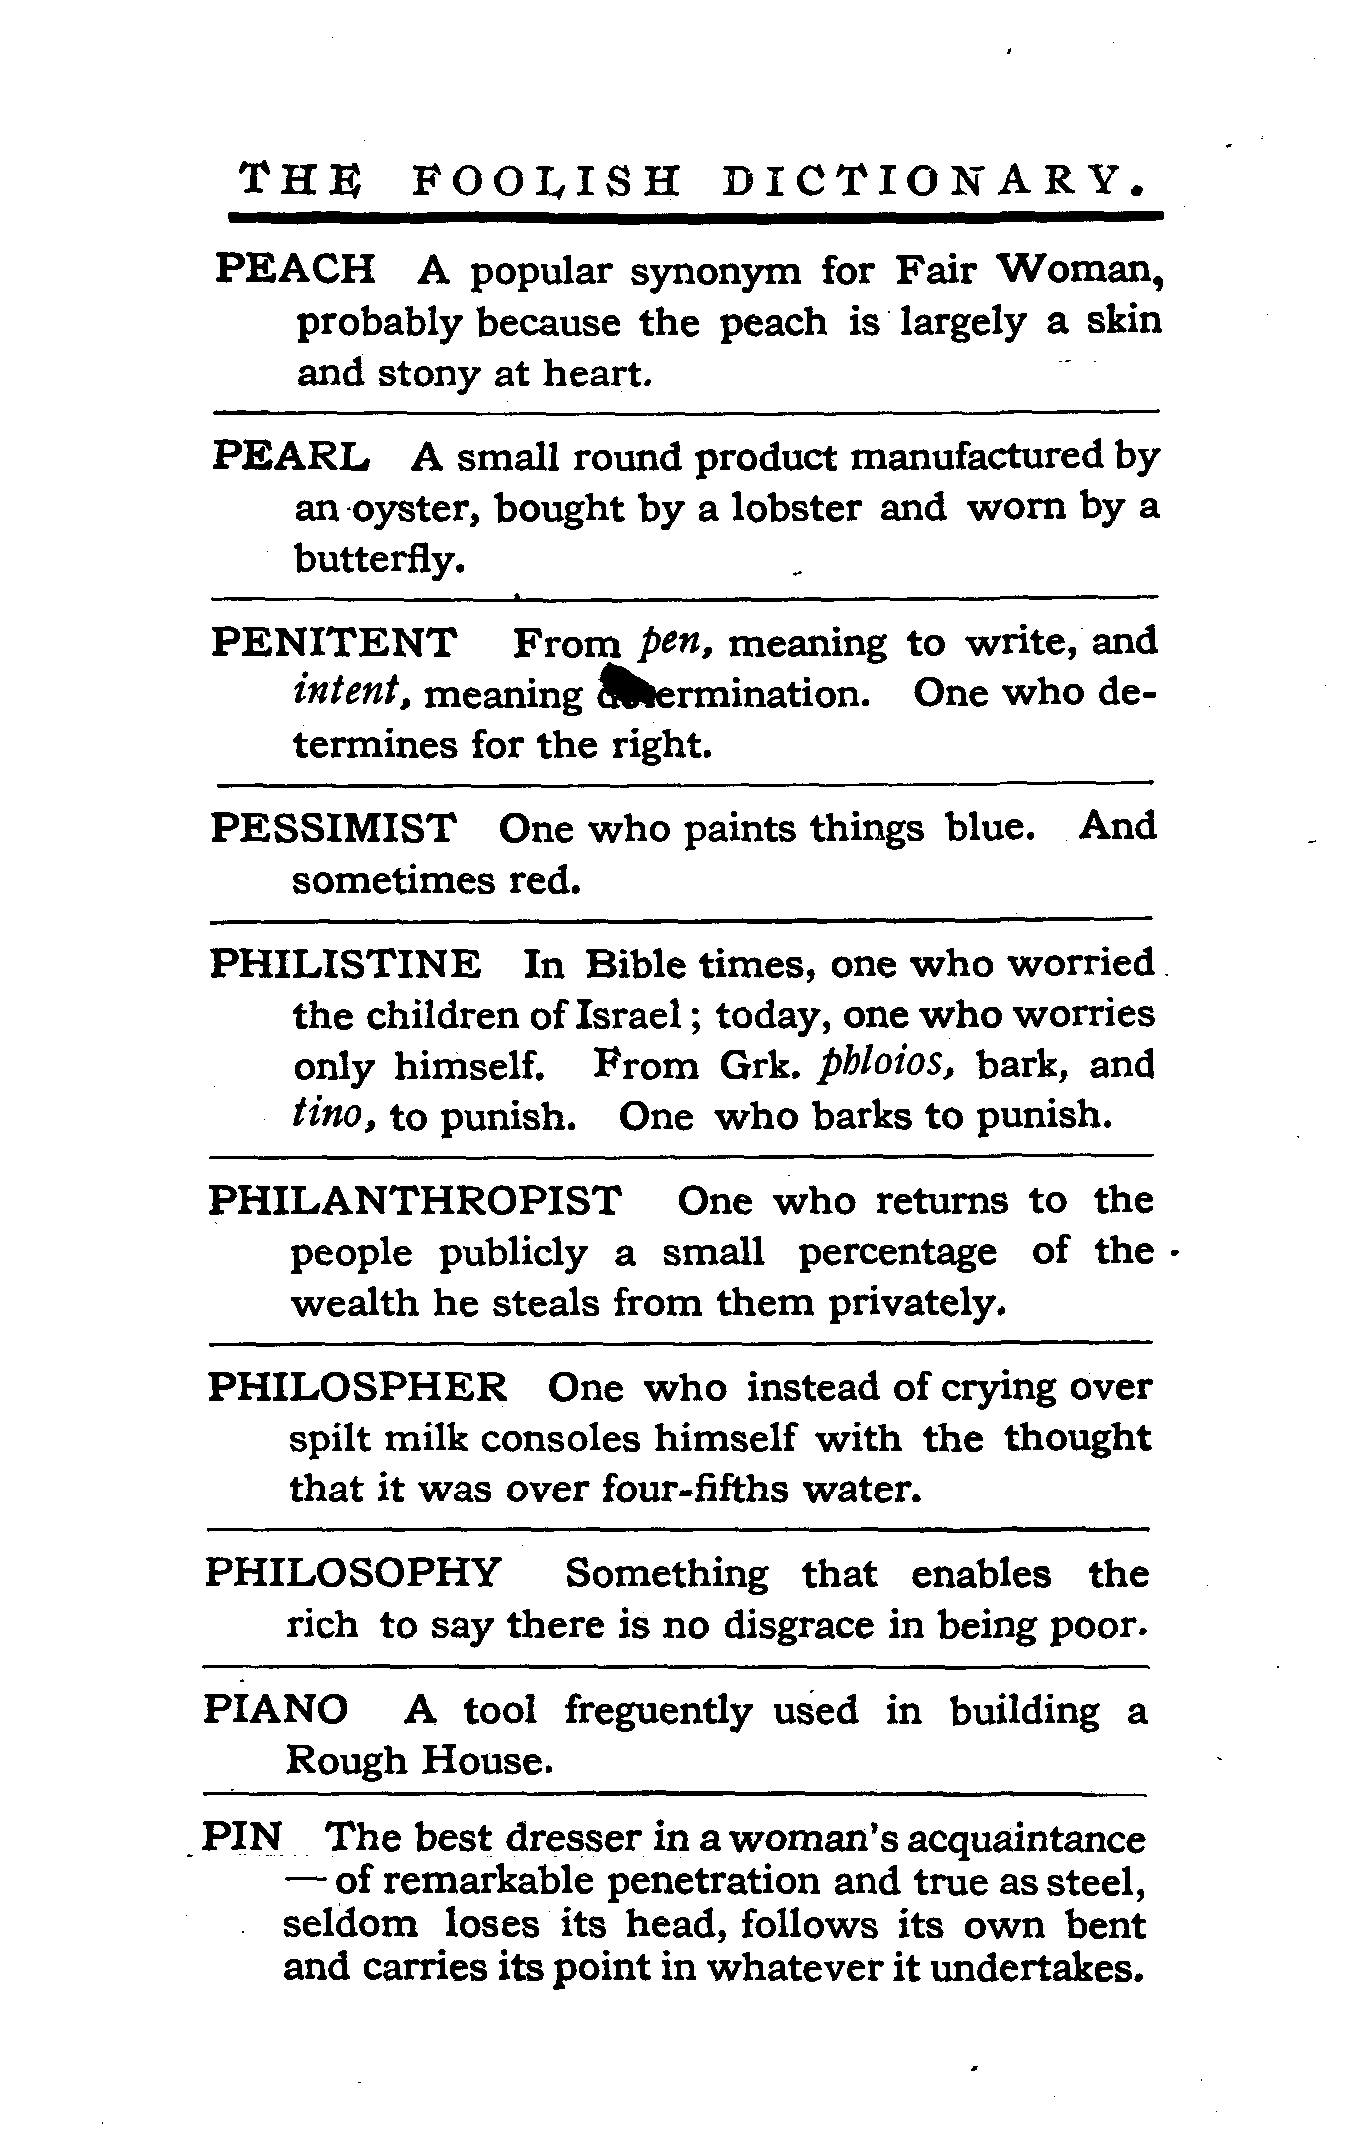 THE FOOLISH DICTIONARY.
PEACH A popular synonym for Fair Woman,
probably because the peach is largely a skin
and stony at heart.
PEARL A small round product manufactured by
an oyster, bought by a lobster and worn by a
butterfly.
PENITENT From pen, meaning to write, and
intent, meaning One who de-
termines for the right.
PESSIMIST One who paints things blue. And
sometimes red.
PHILISTINE In Bible times, one who worried
the children of Israel; today, one who worries
only himself. From Grk. phloios, bark, and
tino, to punish. One who barks to punish.
PHILANTHROPIST One who returns to the
people publicly a small percentage of the
wealth he steals from them privately.
PHILOSPHER One who instead of crying over
spilt milk consoles himself with the thought
that it was over four-fifths water.
PHILOSOPHY Something that enables the
rich to say there is no disgrace in being poor.
PIANO A tool freguently used in building a
Rough House.
PIN The best dresser in a woman's acquaintance
— of remarkable penetration and true as steel,
seldom loses its head, follows its own bent
and carries its point in whatever it undertakes.